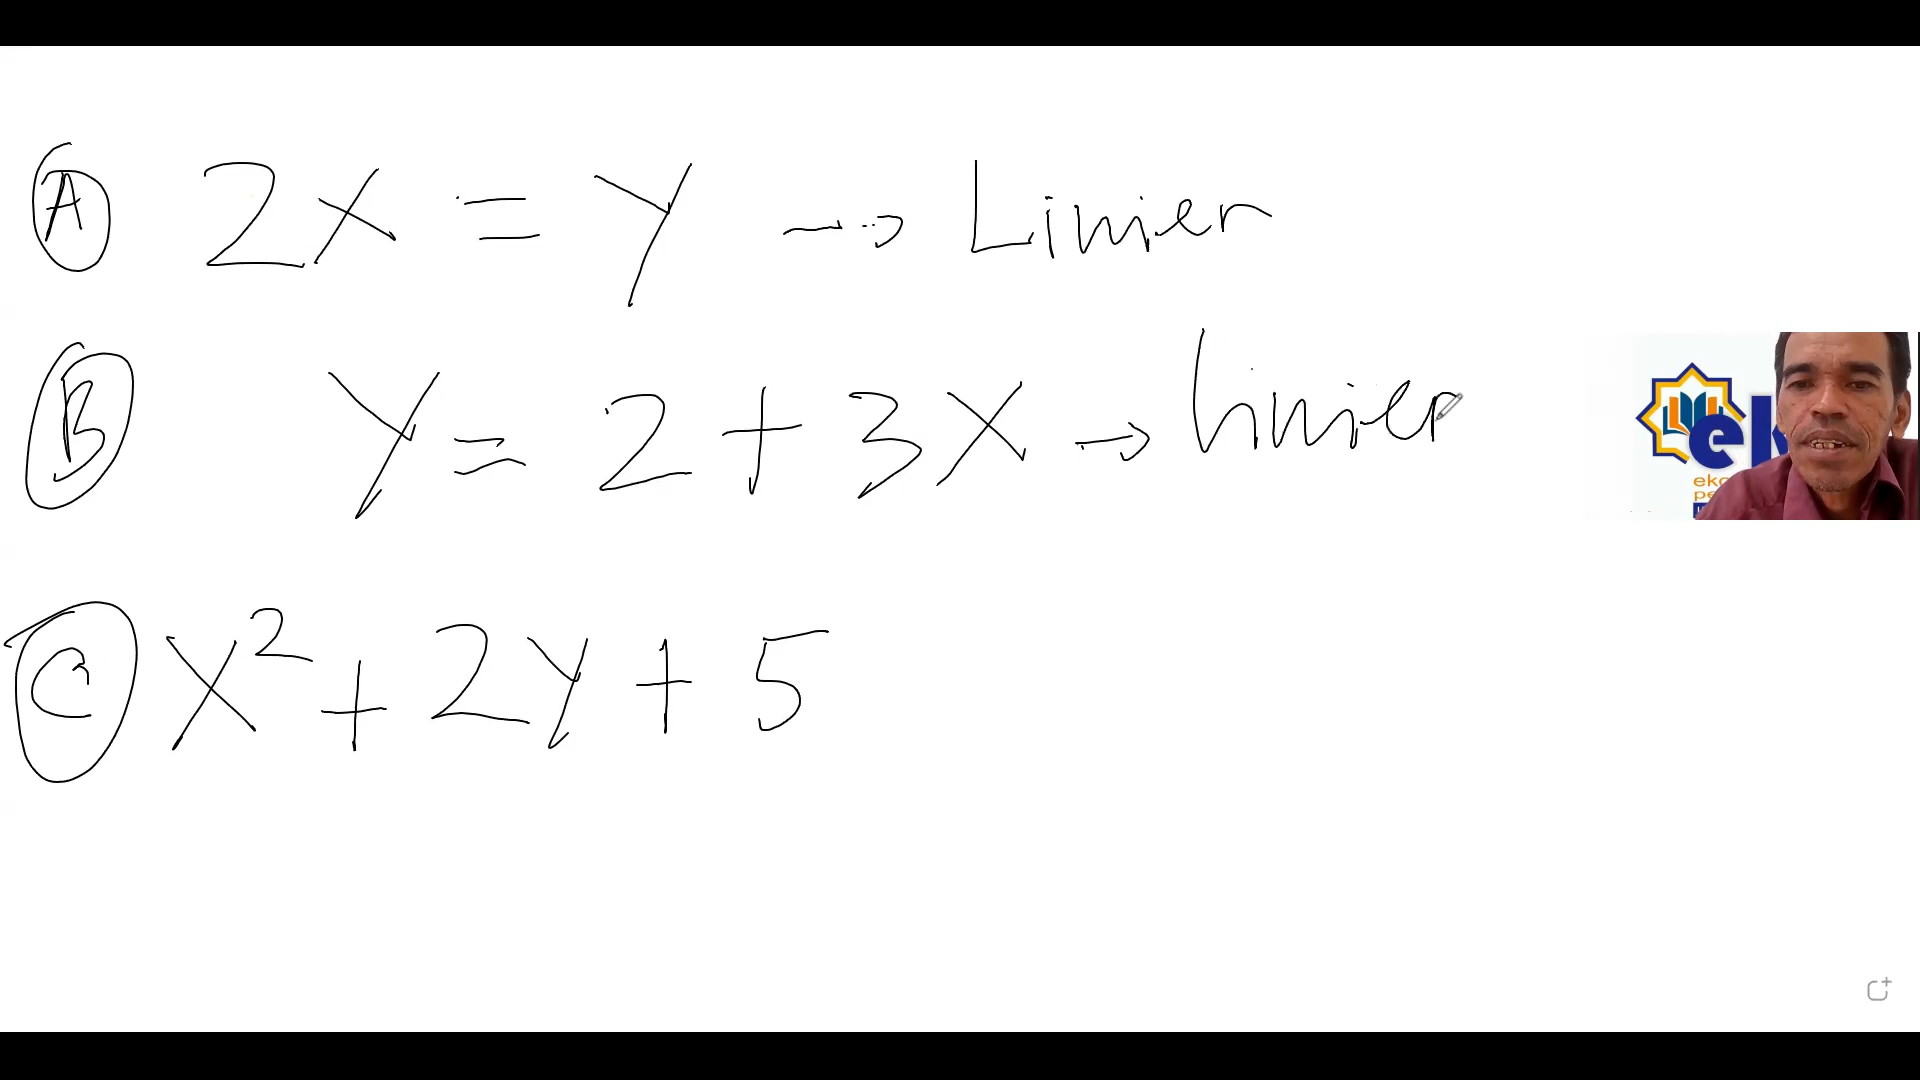 A 2X = Y → Linier
B Y = 2 + 3X → Linier
C X² + 2Y + 5